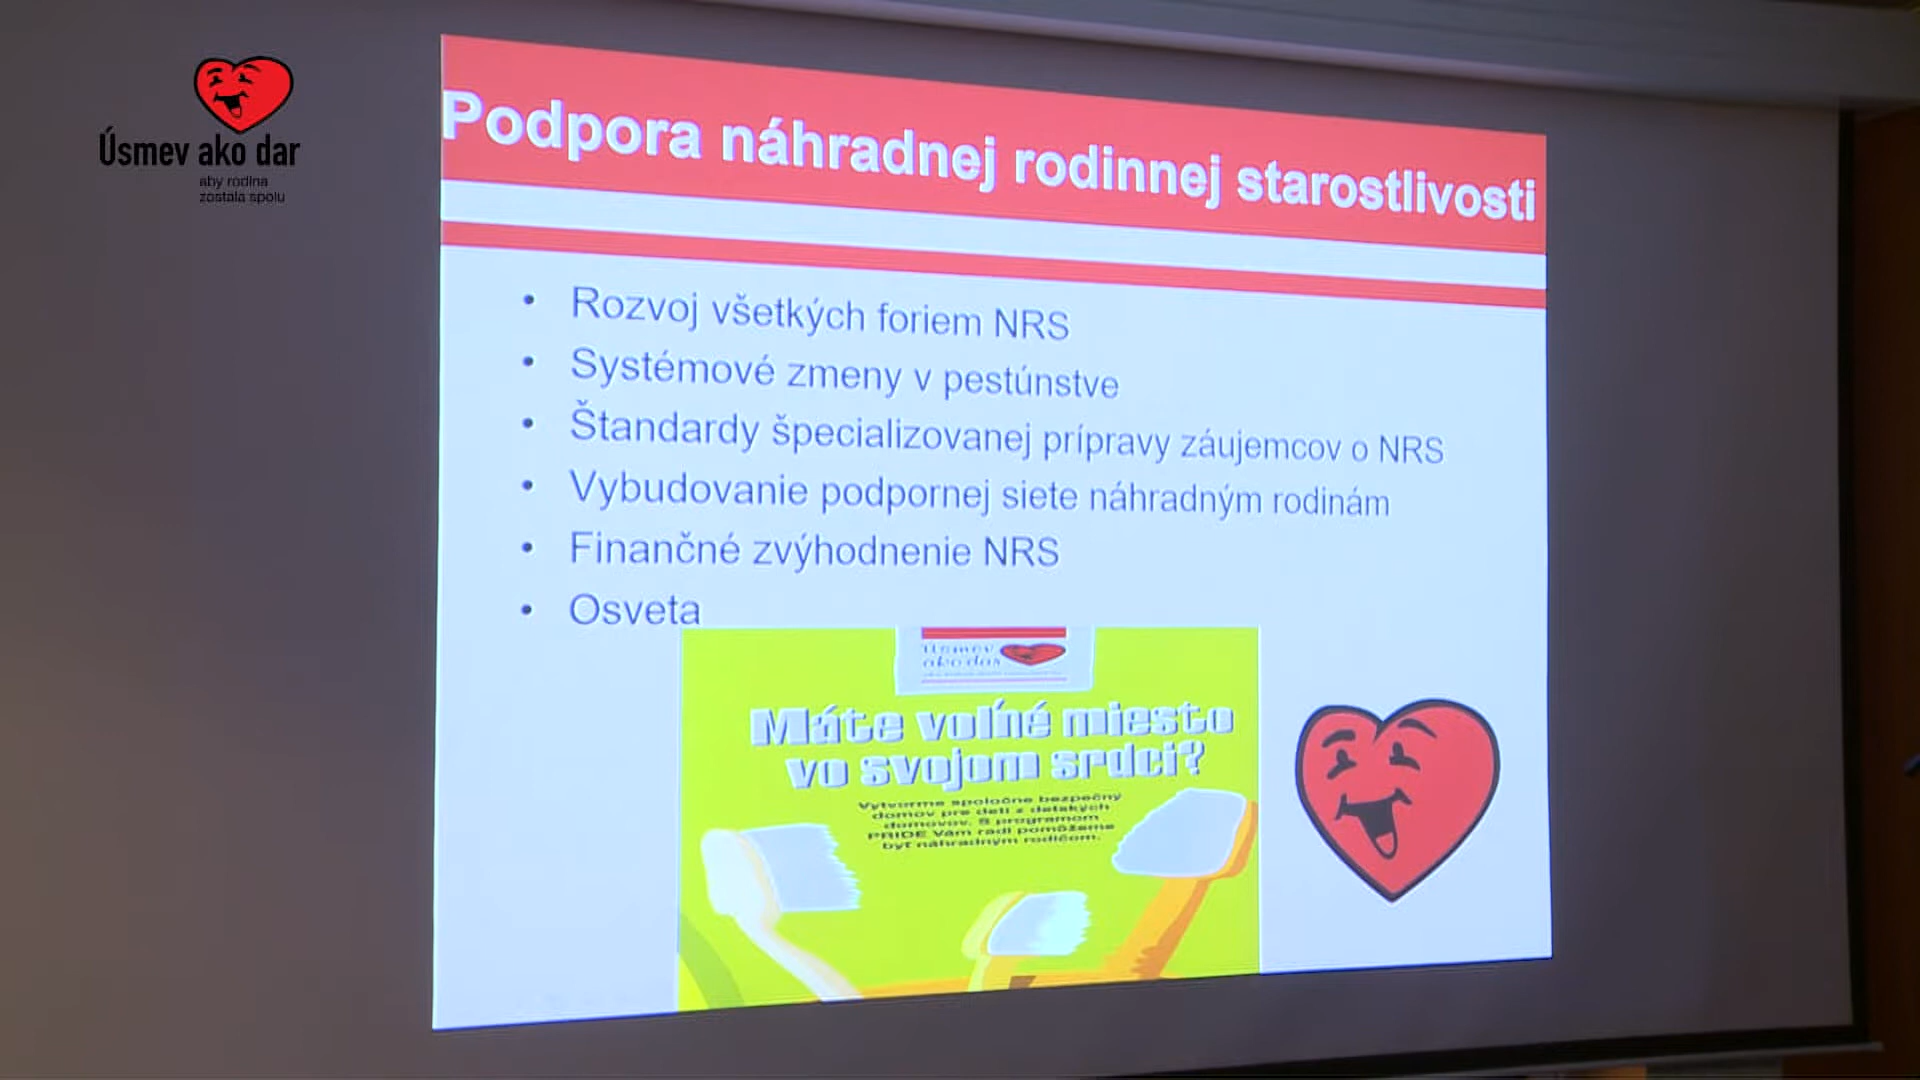 Úsmev ako dar
aby rodina
zostala spolu
Podpora náhradnej rodinnej starostlivosti
• Rozvoj všetkých foriem NRS
• Systémové zmeny v pestúnstve
• Štandardy špecializovanej prípravy záujemcov o NRS
• Vybudovanie podpornej siete náhradným rodinám
• Finančné zvýhodnenie NRS
• Osveta
Úsmev
ako dar
Máte voľné miesto
vo svojom srdci?
Vytvorme spoločne bezpečný
domov pre deti z detských
domovov. S programom
PRIDE Vám radi pomôžeme
byť náhradným rodičom.